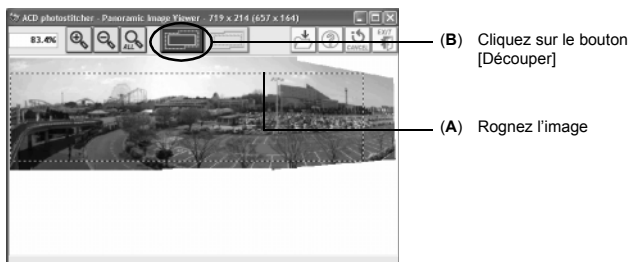 ACD photostitcher - Panoramic Image Viewer - 719 x 214 (657 x 164)
83.4%
ALL
CANCEL
EXIT
(B) Cliquez sur le bouton
[Découper]
(A) Rognez l'image